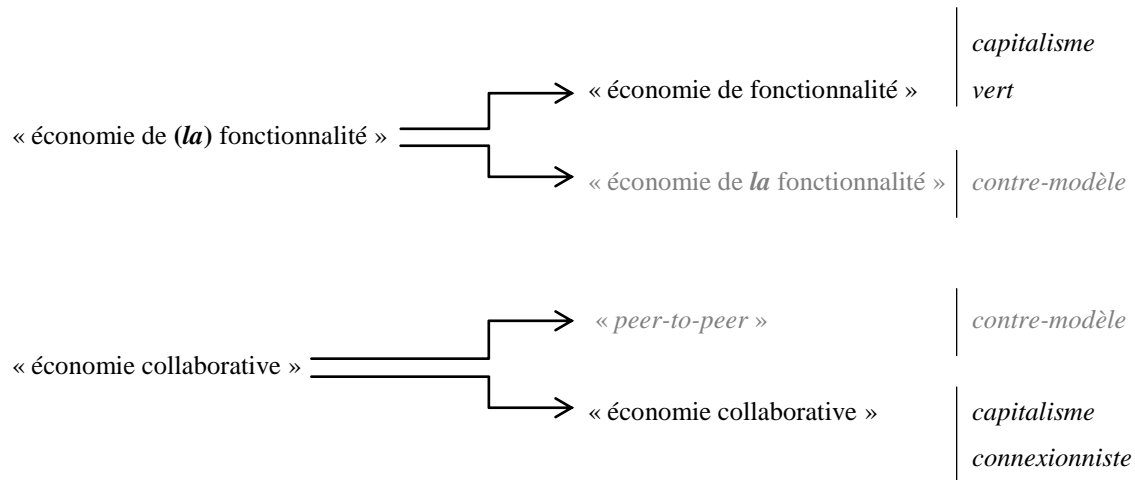 capitalisme
« économie de fonctionnalité » vert
« économie de (la) fonctionnalité »
« économie de la fonctionnalité » contre-modèle
« peer-to-peer » contre-modèle
« économie collaborative »
« économie collaborative » capitalisme
connexionniste